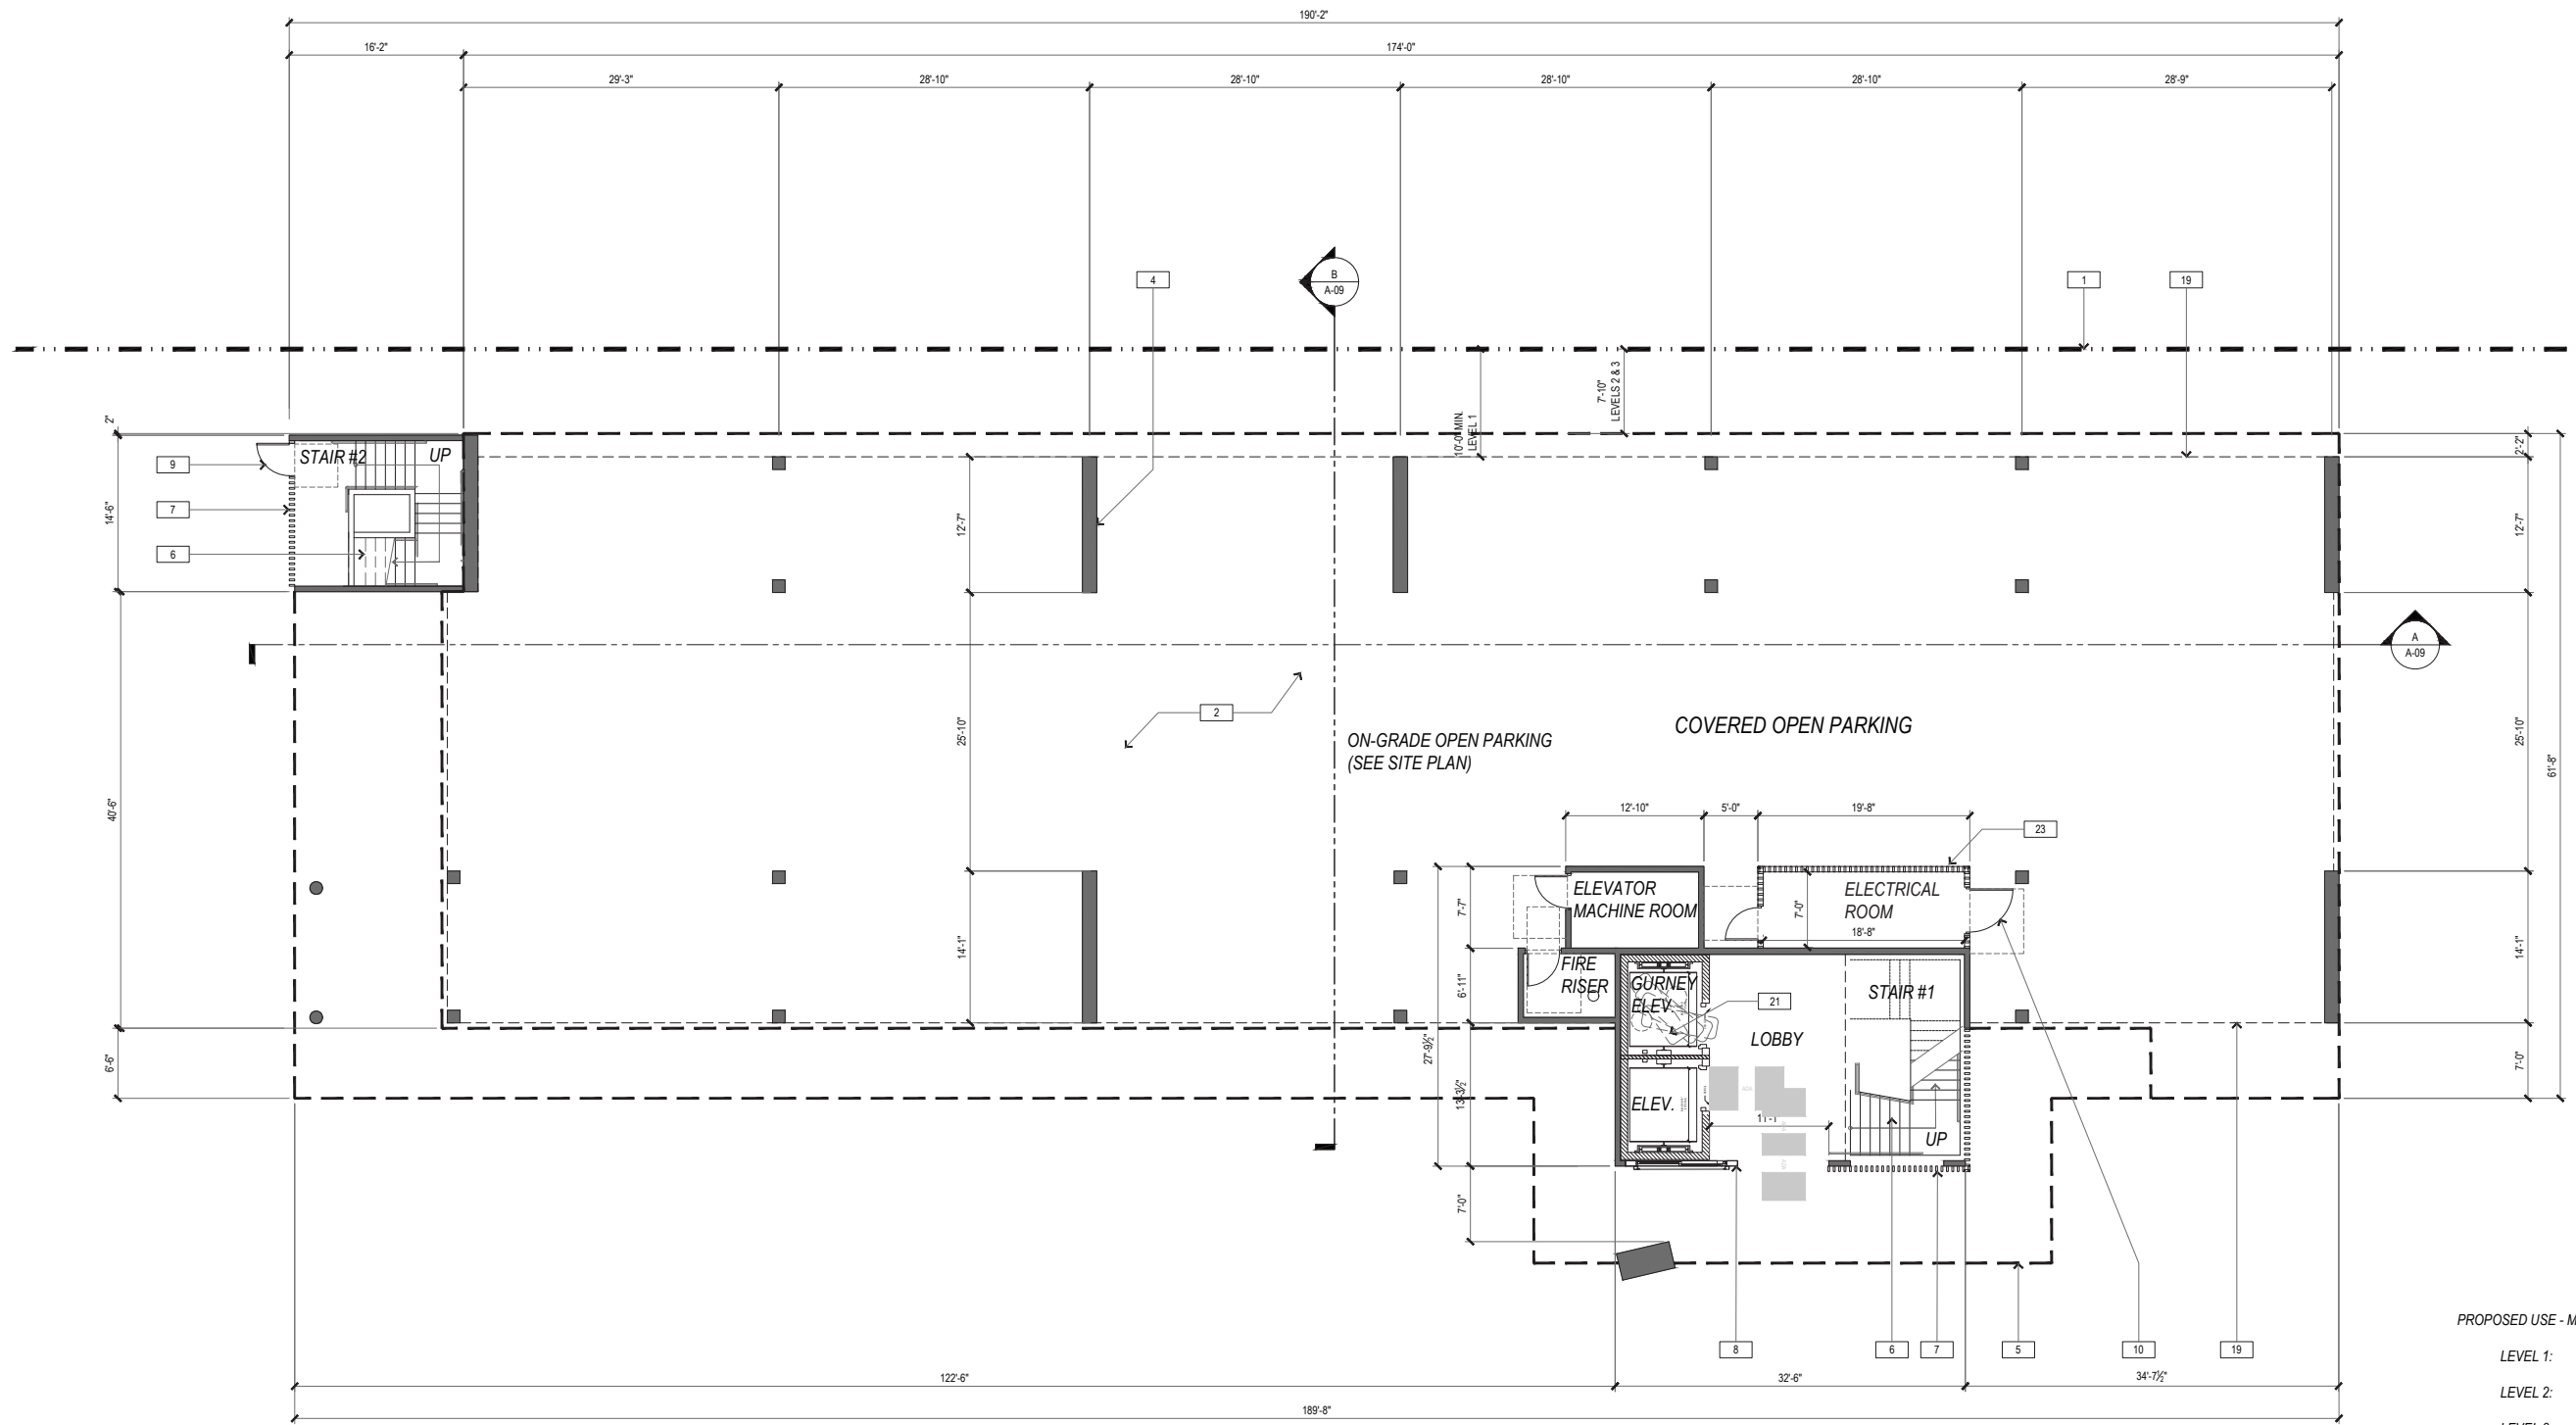 190'-2"
16'-2"
174'-0"
29'-3"
28'-10"
28'-10"
28'-10"
28'-10"
28'-9"
B
A-09
4
1
19
7'-10"
LEVELS 2 & 3
10'-0" MIN.
LEVEL 1
2"
14'-6"
40'-6"
6'-6"
9
7
6
STAIR #2
UP
12'-7"
25'-10"
14'-1"
2'-2"
12'-7"
25'-10"
14'-1"
7'-0"
61'-8"
A
A-09
2
ON-GRADE OPEN PARKING
(SEE SITE PLAN)
COVERED OPEN PARKING
12'-10"
5'-0"
19'-8"
23
ELEVATOR
MACHINE ROOM
ELECTRICAL
ROOM
7'-0"
18'-8"
7'-7"
6'-11"
27'-9½"
13'-3½"
7'-0"
FIRE
RISER
GURNEY
ELEV.
21
STAIR #1
LOBBY
ELEV.
11'-1"
UP
8
6
7
5
10
19
122'-6"
32'-6"
34'-7½"
189'-8"
PROPOSED USE - M
LEVEL 1:
LEVEL 2: